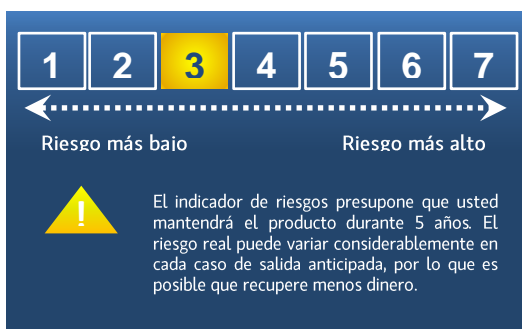 1 2 3 4 5 6 7
Riesgo más bajo Riesgo más alto
!
El indicador de riesgos presupone que usted
mantendrá el producto durante 5 años. El
riesgo real puede variar considerablemente en
cada caso de salida anticipada, por lo que es
posible que recupere menos dinero.